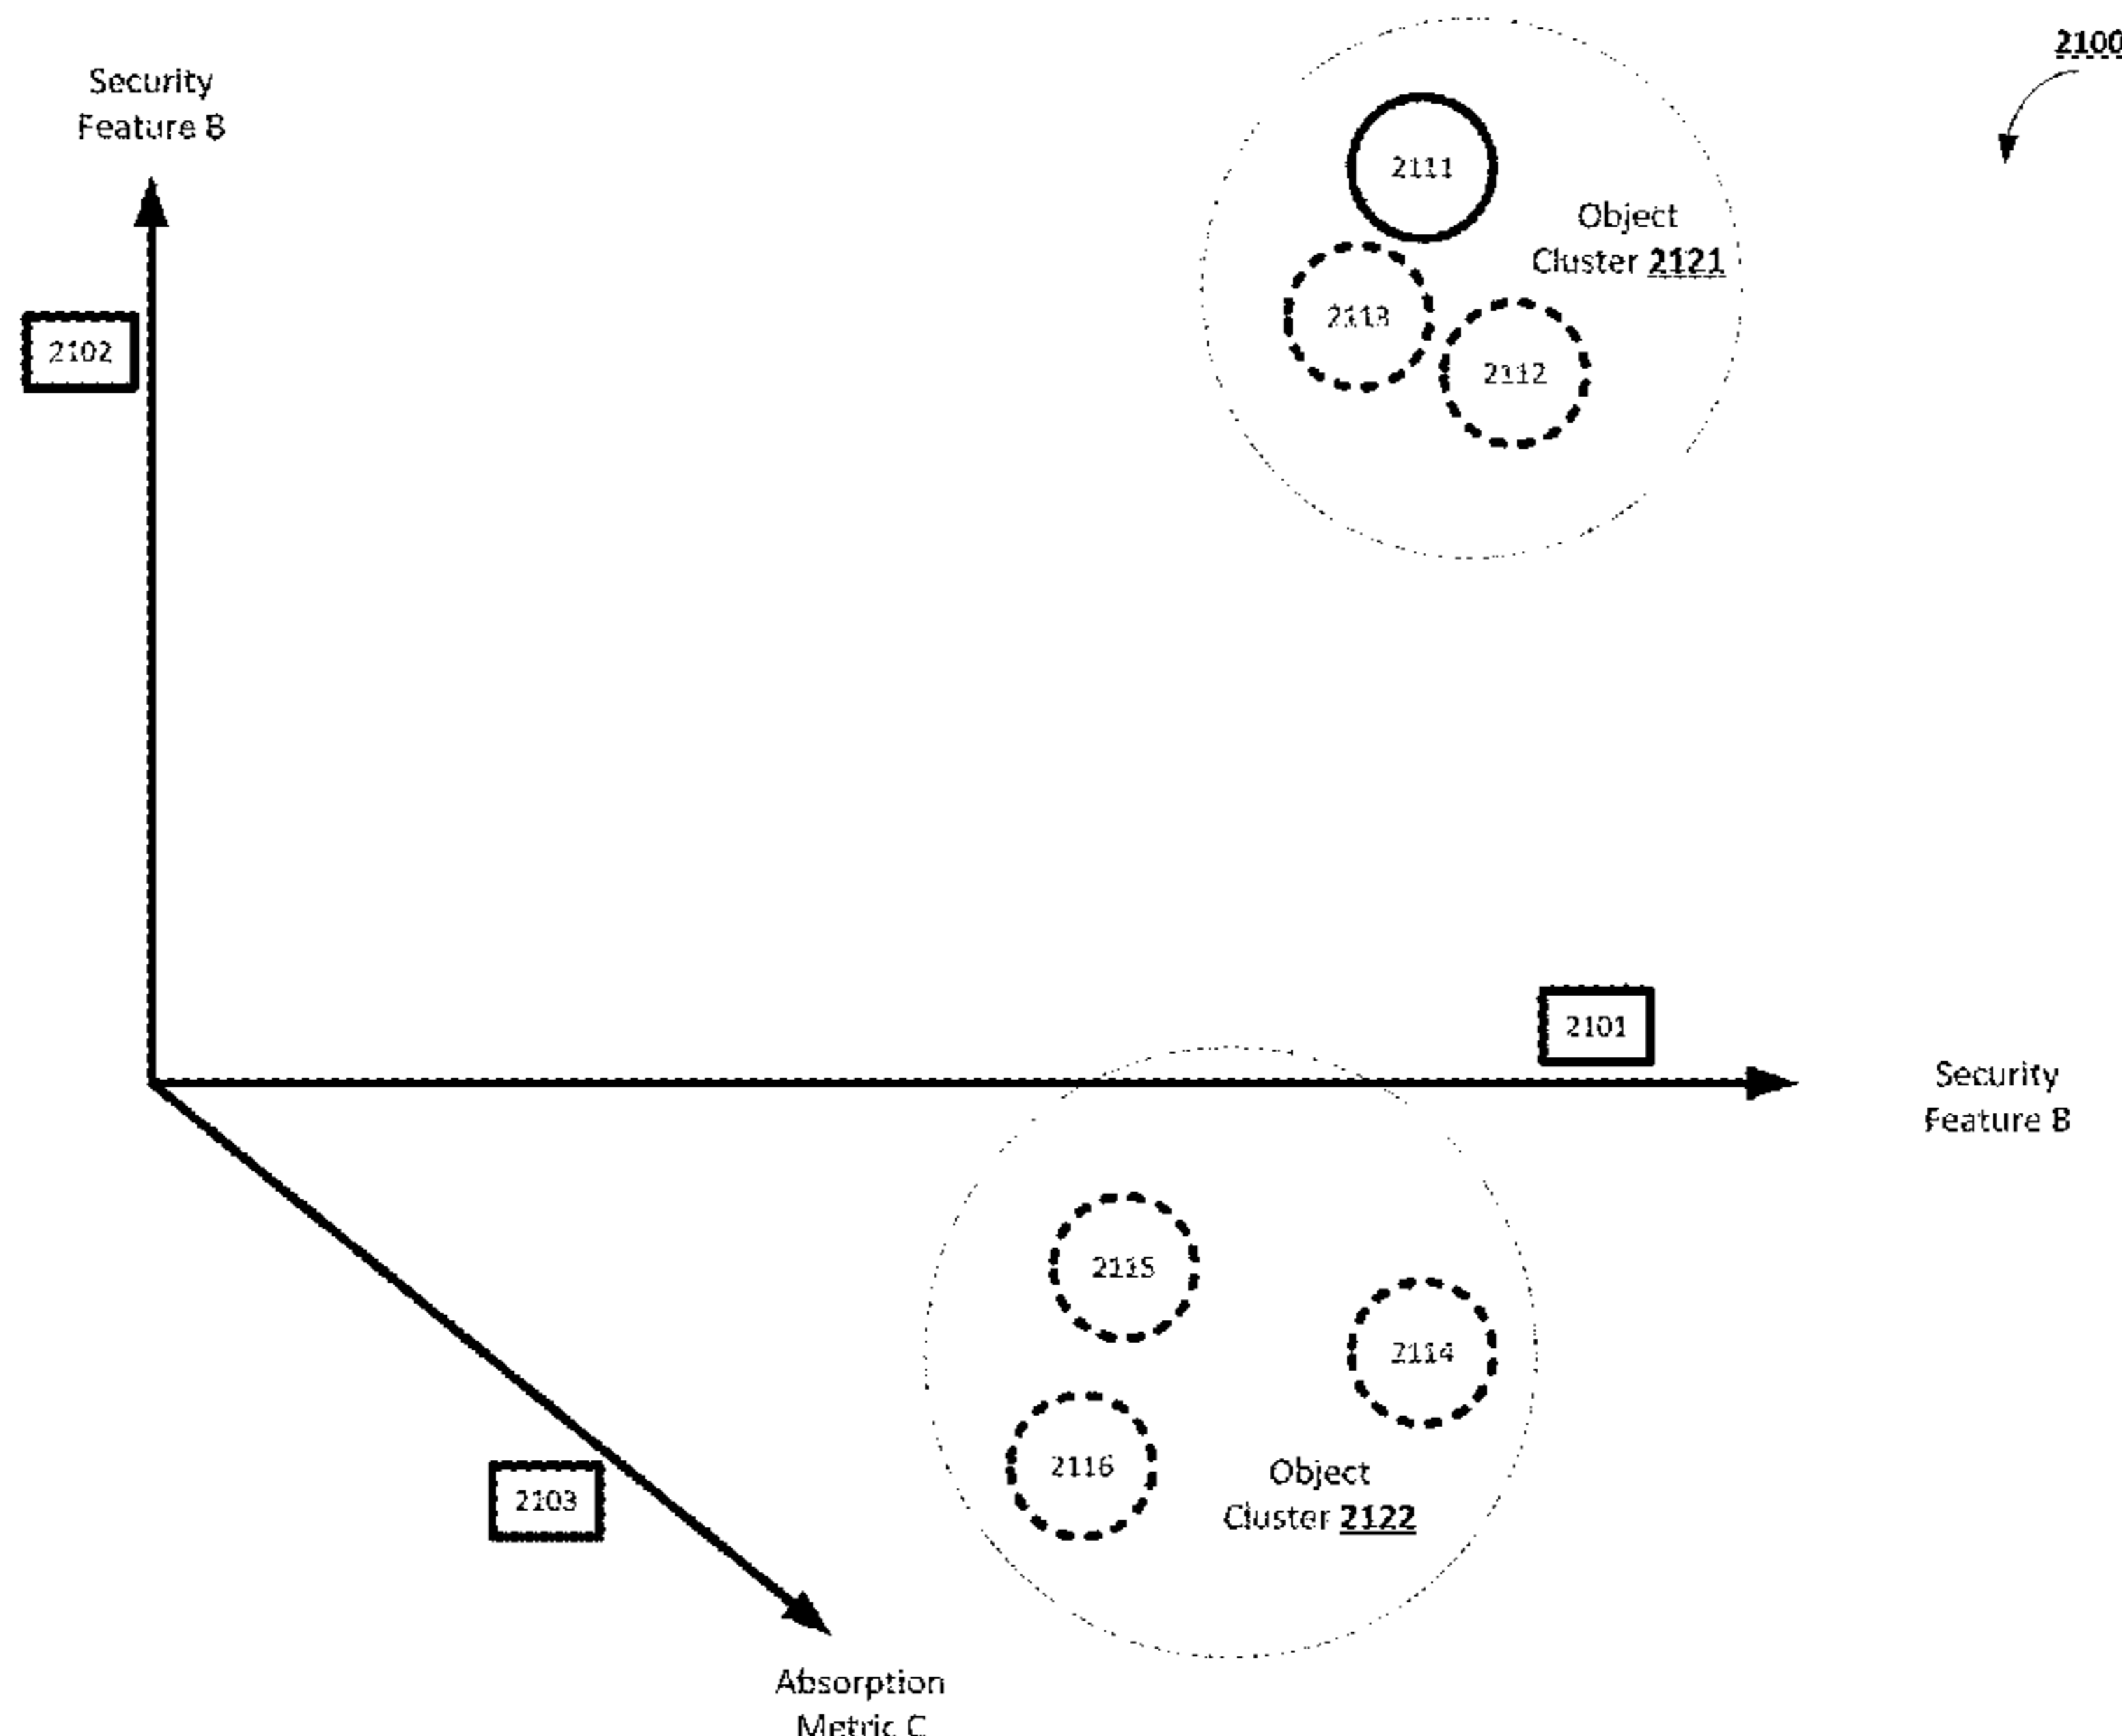 2100
Security
Feature B
2111
Object
Cluster 2121
2113
2102
2112
2101
Security
Feature B
2115
2114
2116
Object
Cluster 2122
2103
Absorption
Metric C